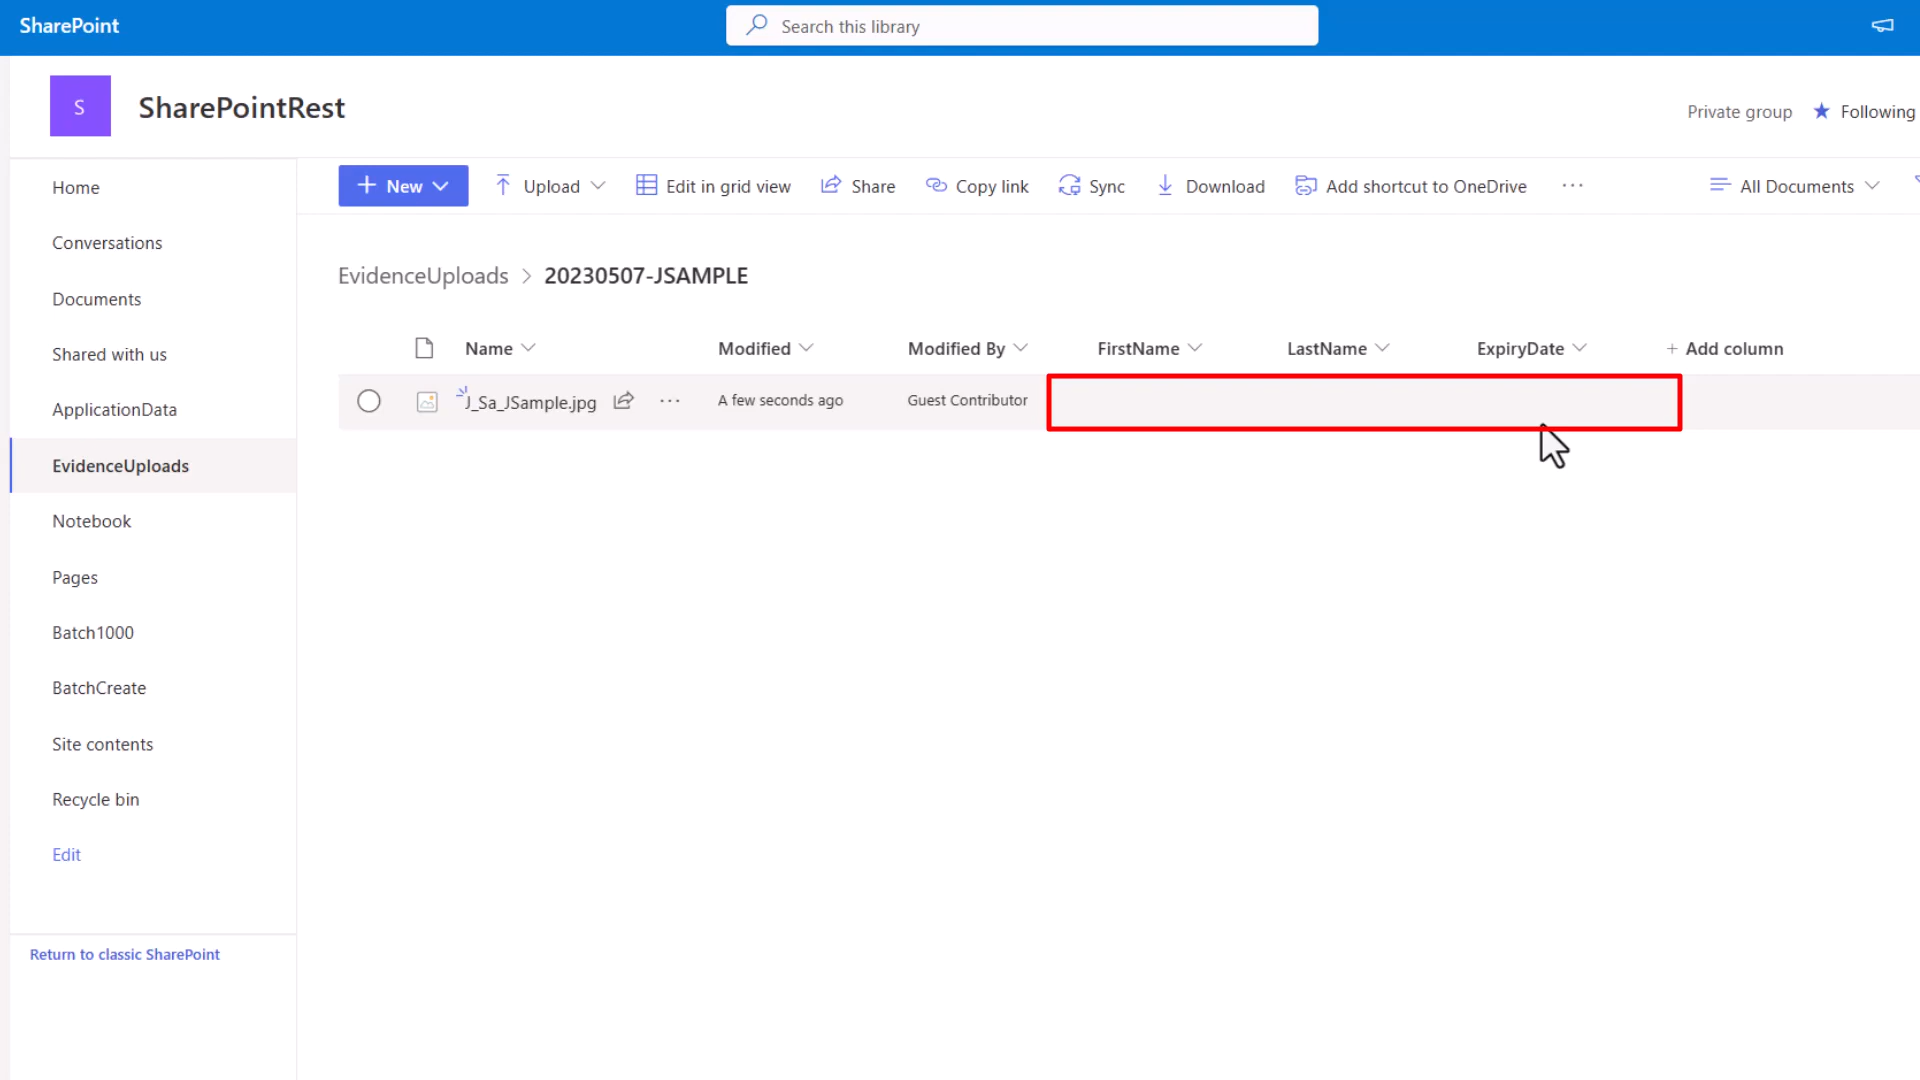 SharePoint
Search this library
S
SharePointRest
Private group
Following
Home
Conversations
Documents
Shared with us
ApplicationData
EvidenceUploads
Notebook
Pages
Batch1000
BatchCreate
Site contents
Recycle bin
Edit
Return to classic SharePoint
+ New
Upload
Edit in grid view
Share
Copy link
Sync
Download
Add shortcut to OneDrive
...
All Documents
EvidenceUploads > 20230507-JSAMPLE
Name Modified Modified By FirstName LastName ExpiryDate + Add column
J_Sa_JSample.jpg ... A few seconds ago Guest Contributor